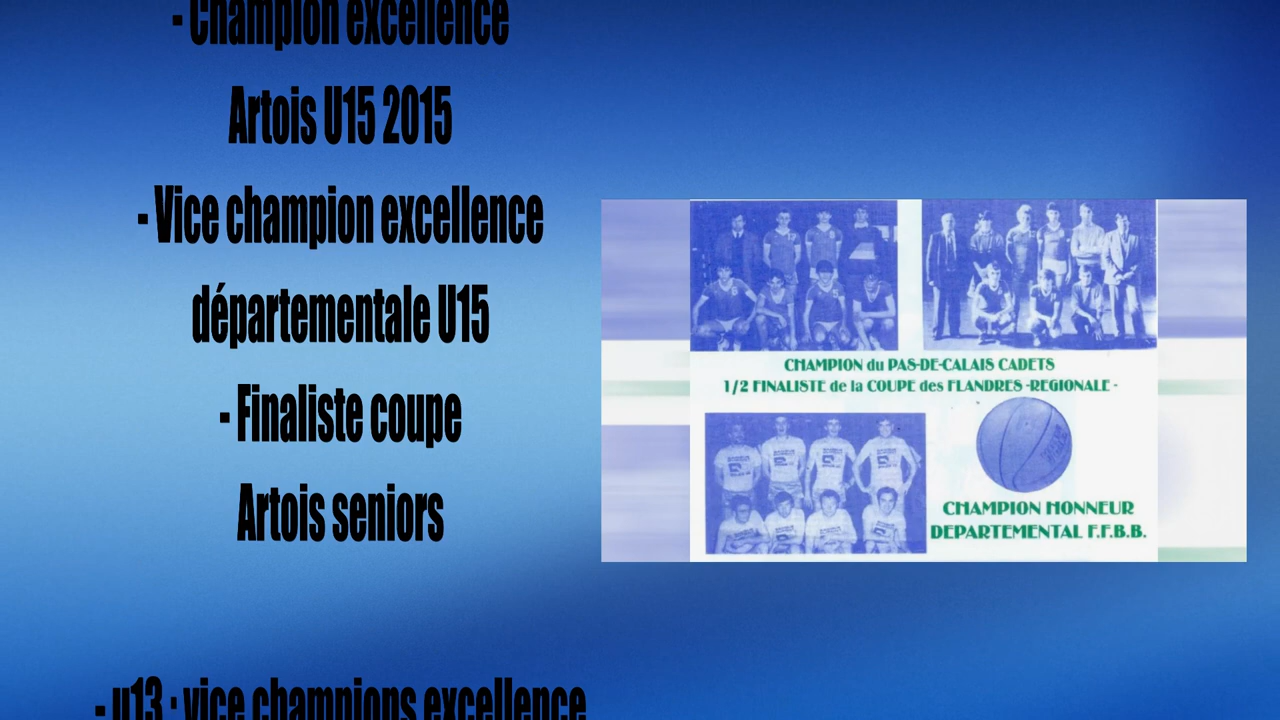 - Champion excellence
Artois U15 2015
- Vice champion excellence
départementale U15
- Finaliste coupe
Artois seniors
- u13 : vice champions excellence
CHAMPION du PAS-DE-CALAIS CADETS
1/2 FINALISTE de la COUPE des FLANDRES -REGIONALE -
CHAMPION HONNEUR
DEPARTEMENTAL F.F.B.B.